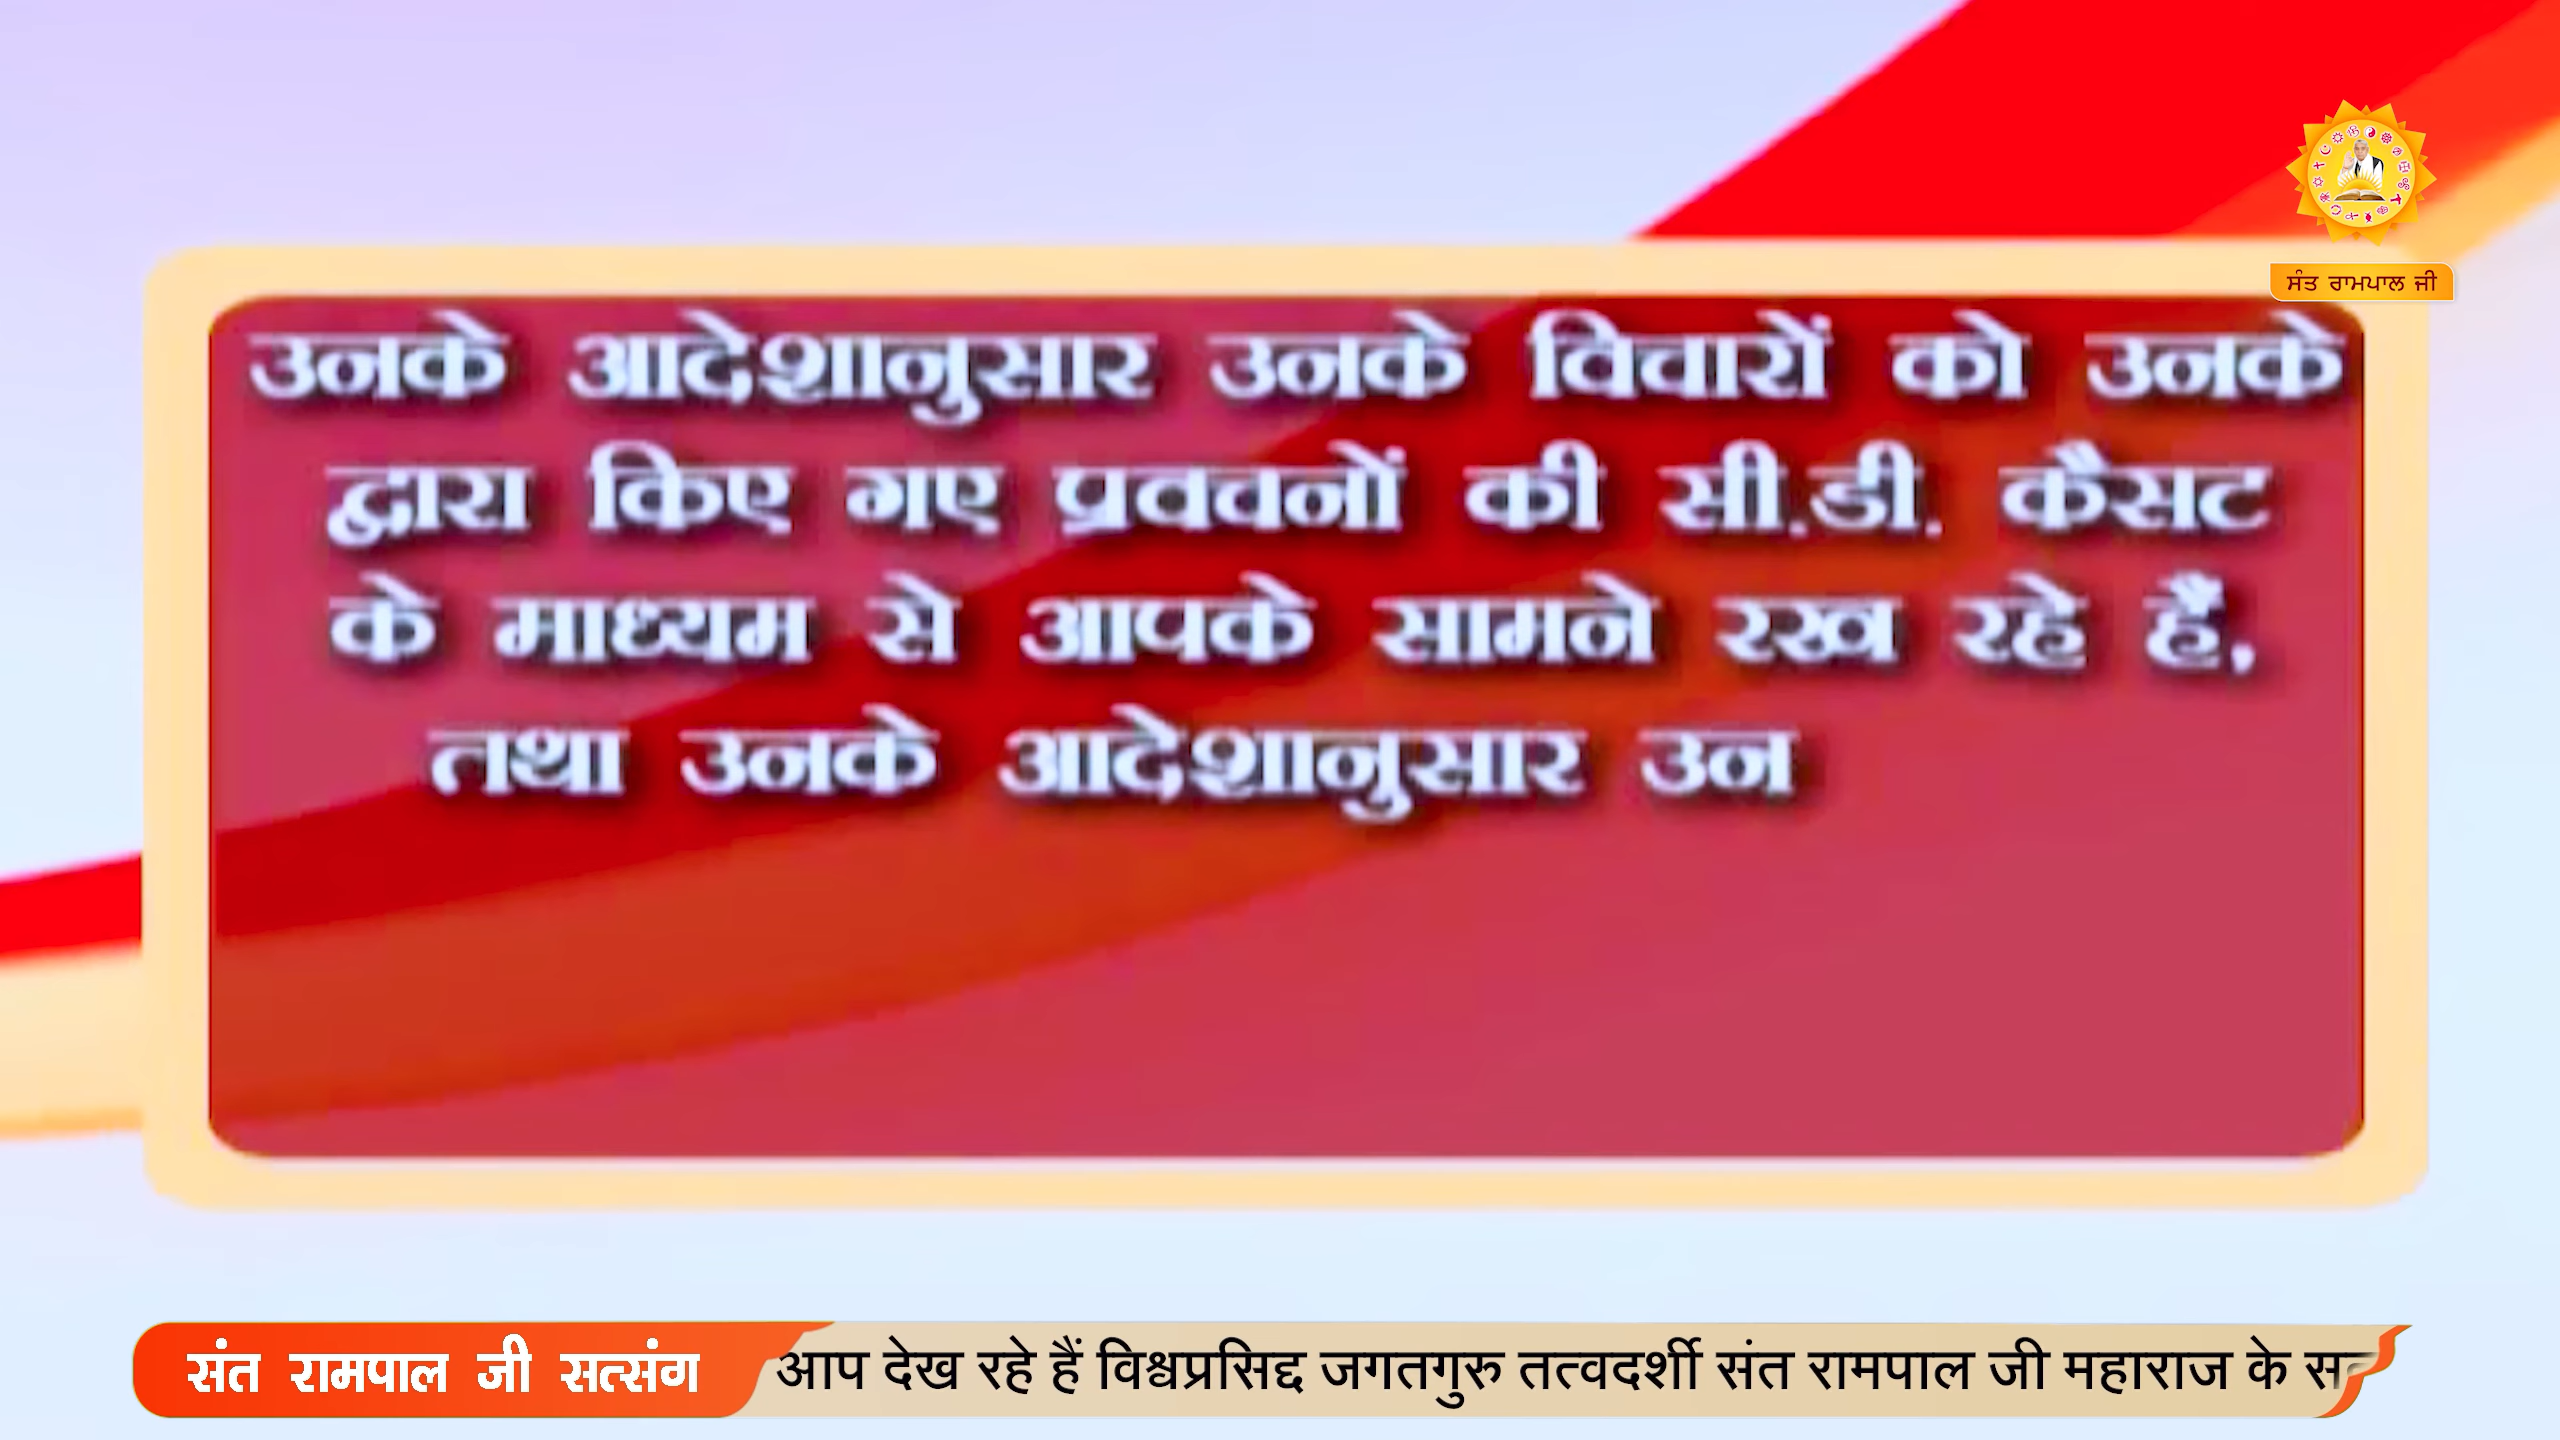 ਸੰਤ ਰਾਮਪਾਲ ਜੀ
उनके आदेशानुसार उनके विचारों को उनके
द्वारा किए गए प्रवचनों की सी.डी. कैसट
के माध्यम से आपके सामने रख रहे हैं,
तथा उनके आदेशानुसार उन
संत रामपाल जी सत्संग
आप देख रहे हैं विश्वप्रसिद्द जगतगुरु तत्वदर्शी संत रामपाल जी महाराज के